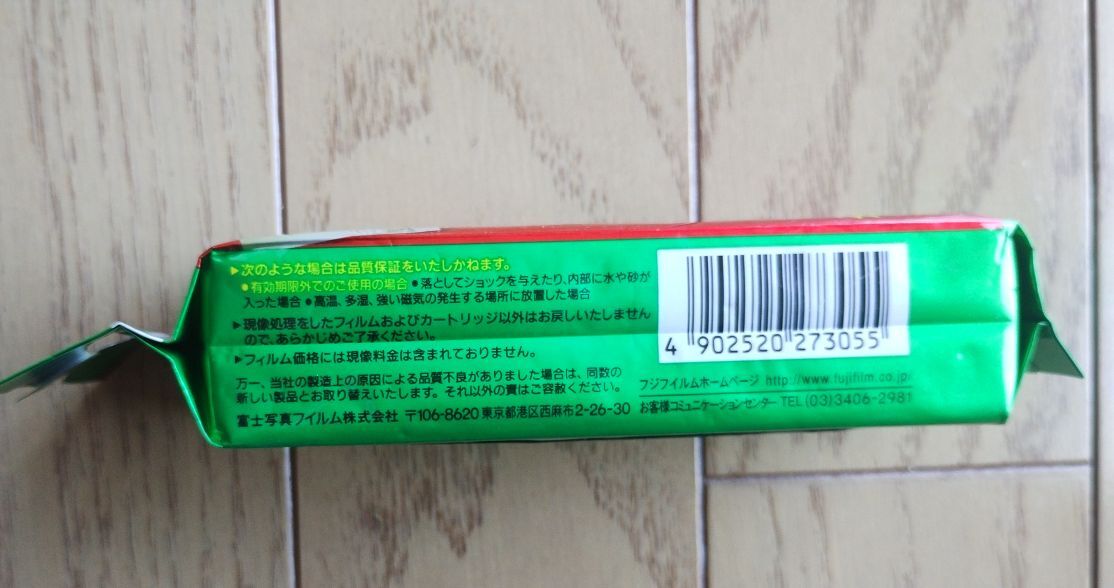 ▶次のような場合は品質保証をいたしかねます。
●有効期限外でのご使用の場合 ●落としてショックを与えたり、内部に水や砂が
入った場合 ●高温、多湿、強い磁気の発生する場所に放置した場合
▶現像処理をしたフィルムおよびカートリッジ以外はお戻しいたしません
ので、あらかじめご了承ください。
▶フィルム価格には現像料金は含まれておりません。
万一、当社の製造上の原因による品質不良がありました場合は、同数の
新しい製品とお取り替えいたします。それ以外の責はご容赦ください。
富士写真フイルム株式会社 〒106-8620 東京都港区西麻布2-26-30
4 902520 273055
フジフイルムホームページ http://www.fujifilm.co.jp/
お客様コミュニケーションセンター TEL (03)3406-2981